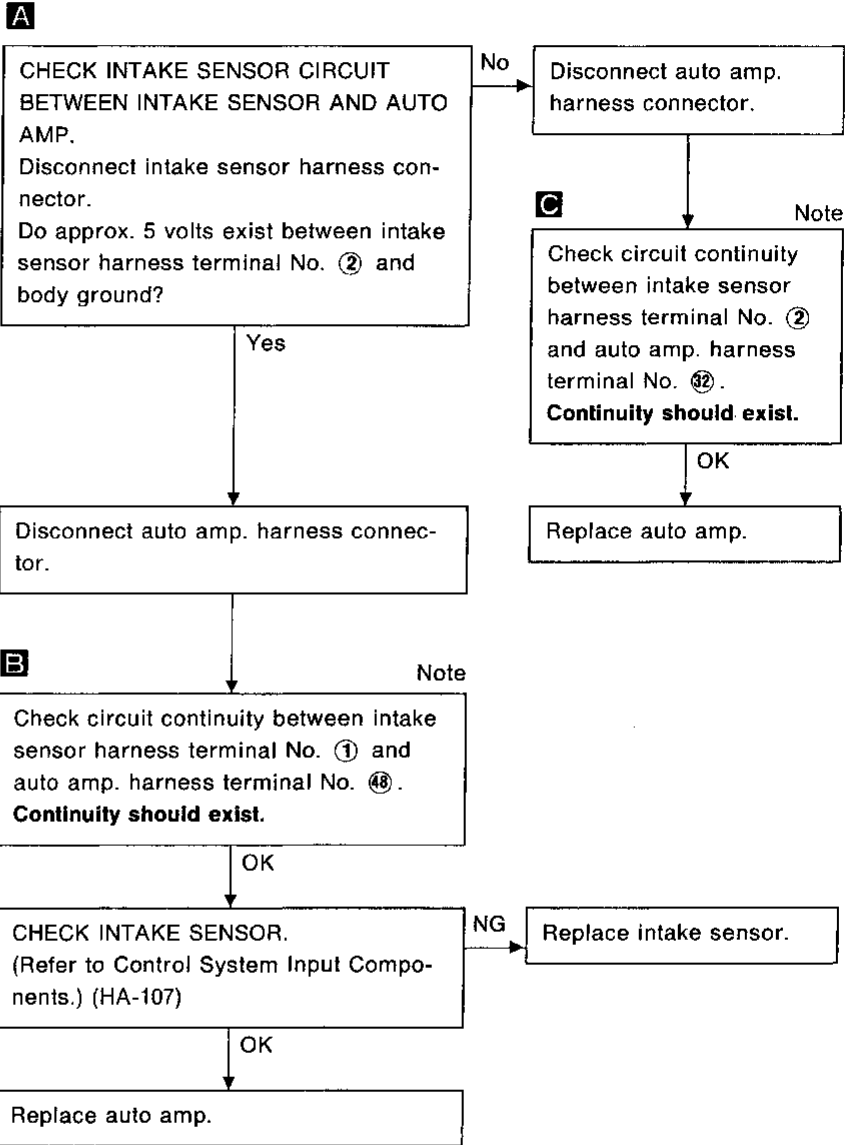 A
CHECK INTAKE SENSOR CIRCUIT
BETWEEN INTAKE SENSOR AND AUTO
AMP.
Disconnect intake sensor harness con-
nector.
Do approx. 5 volts exist between intake
sensor harness terminal No. ② and
body ground?
No
Disconnect auto amp.
harness connector.
C
Note
Check circuit continuity
between intake sensor
harness terminal No. ②
and auto amp. harness
terminal No. ㉜.
Continuity should exist.
OK
Replace auto amp.
Yes
Disconnect auto amp. harness connec-
tor.
B
Note
Check circuit continuity between intake
sensor harness terminal No. ① and
auto amp. harness terminal No. ㊽.
Continuity should exist.
OK
CHECK INTAKE SENSOR.
(Refer to Control System Input Compo-
nents.) (HA-107)
NG
Replace intake sensor.
OK
Replace auto amp.